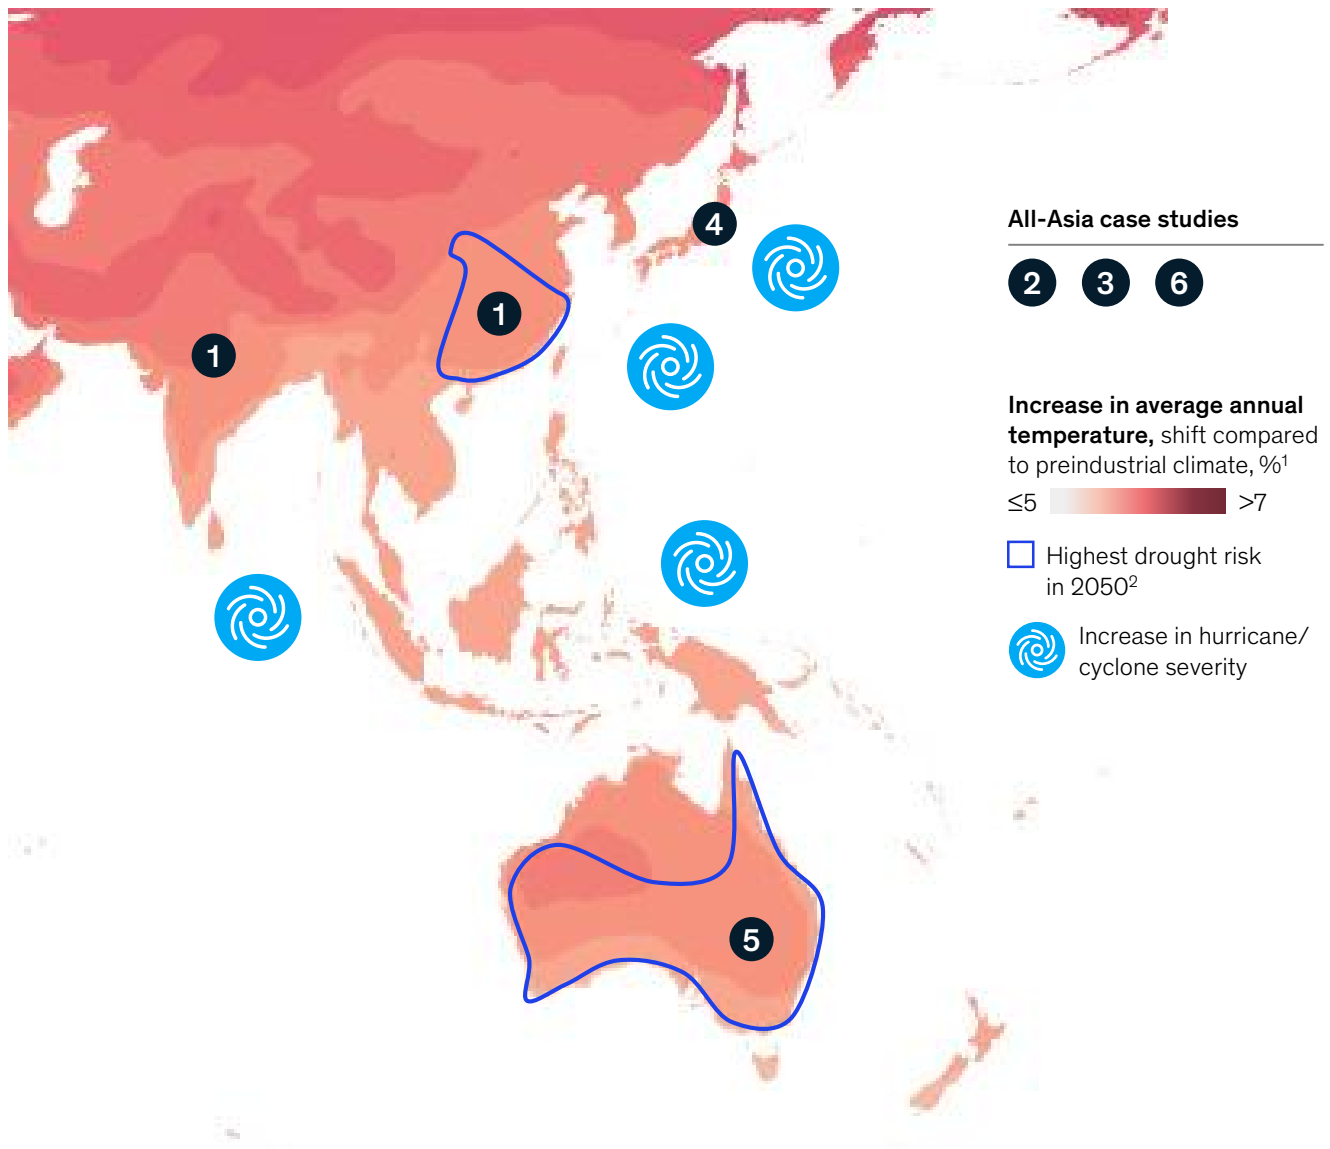 4
1
1
5
All-Asia case studies
2 3 6
Increase in average annual
temperature, shift compared
to preindustrial climate, %¹
≤5 >7
Highest drought risk
in 2050²
Increase in hurricane/
cyclone severity